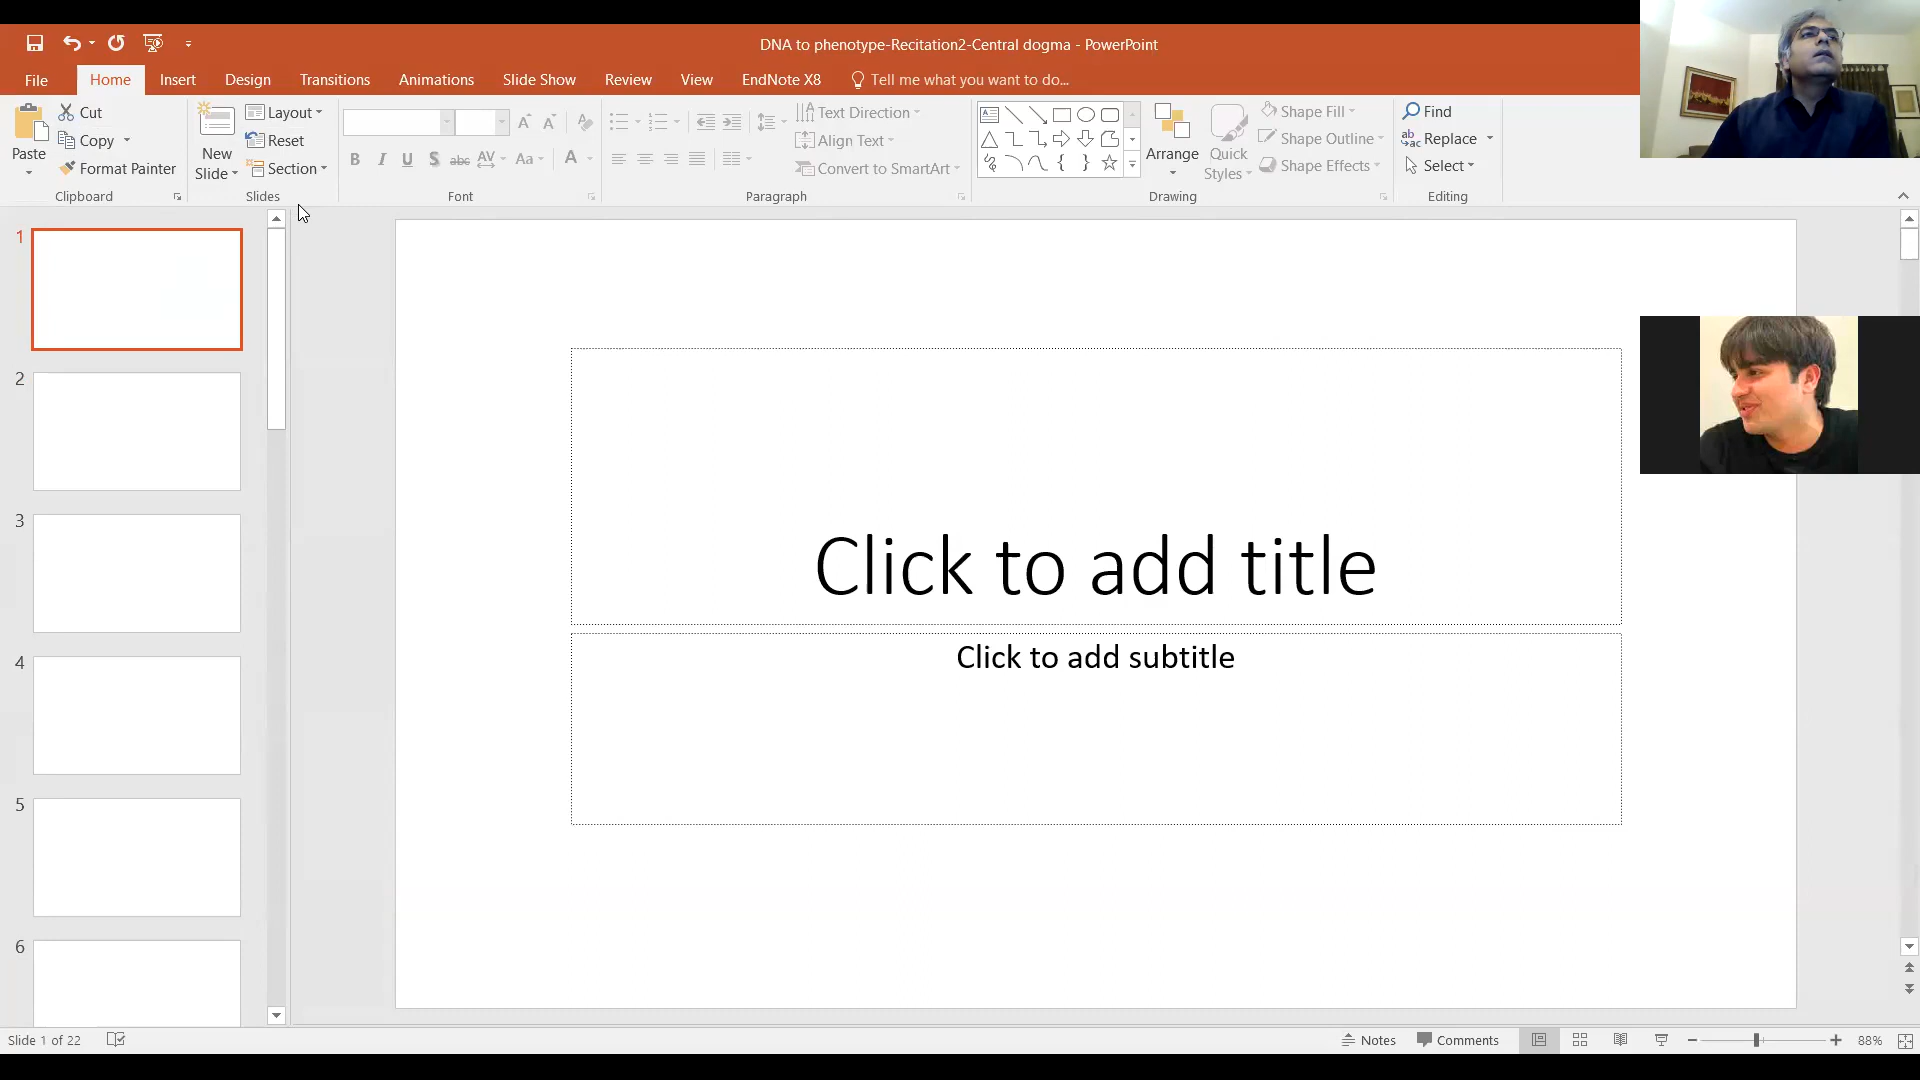 DNA to phenotype-Recitation2-Central dogma - PowerPoint
File Home Insert Design Transitions Animations Slide Show Review View EndNote X8 Tell me what you want to do...
Paste
Cut
Copy
Format Painter
Clipboard
New
Slide
Layout
Reset
Section
Slides
B I U S abc AV Aa A
Font
Text Direction
Align Text
Convert to SmartArt
Paragraph
Arrange
Quick
Styles
Shape Fill
Shape Outline
Shape Effects
Drawing
Find
Replace
Select
Editing
1
2
3
4
5
6
Click to add title
Click to add subtitle
Slide 1 of 22
Notes
Comments
88%